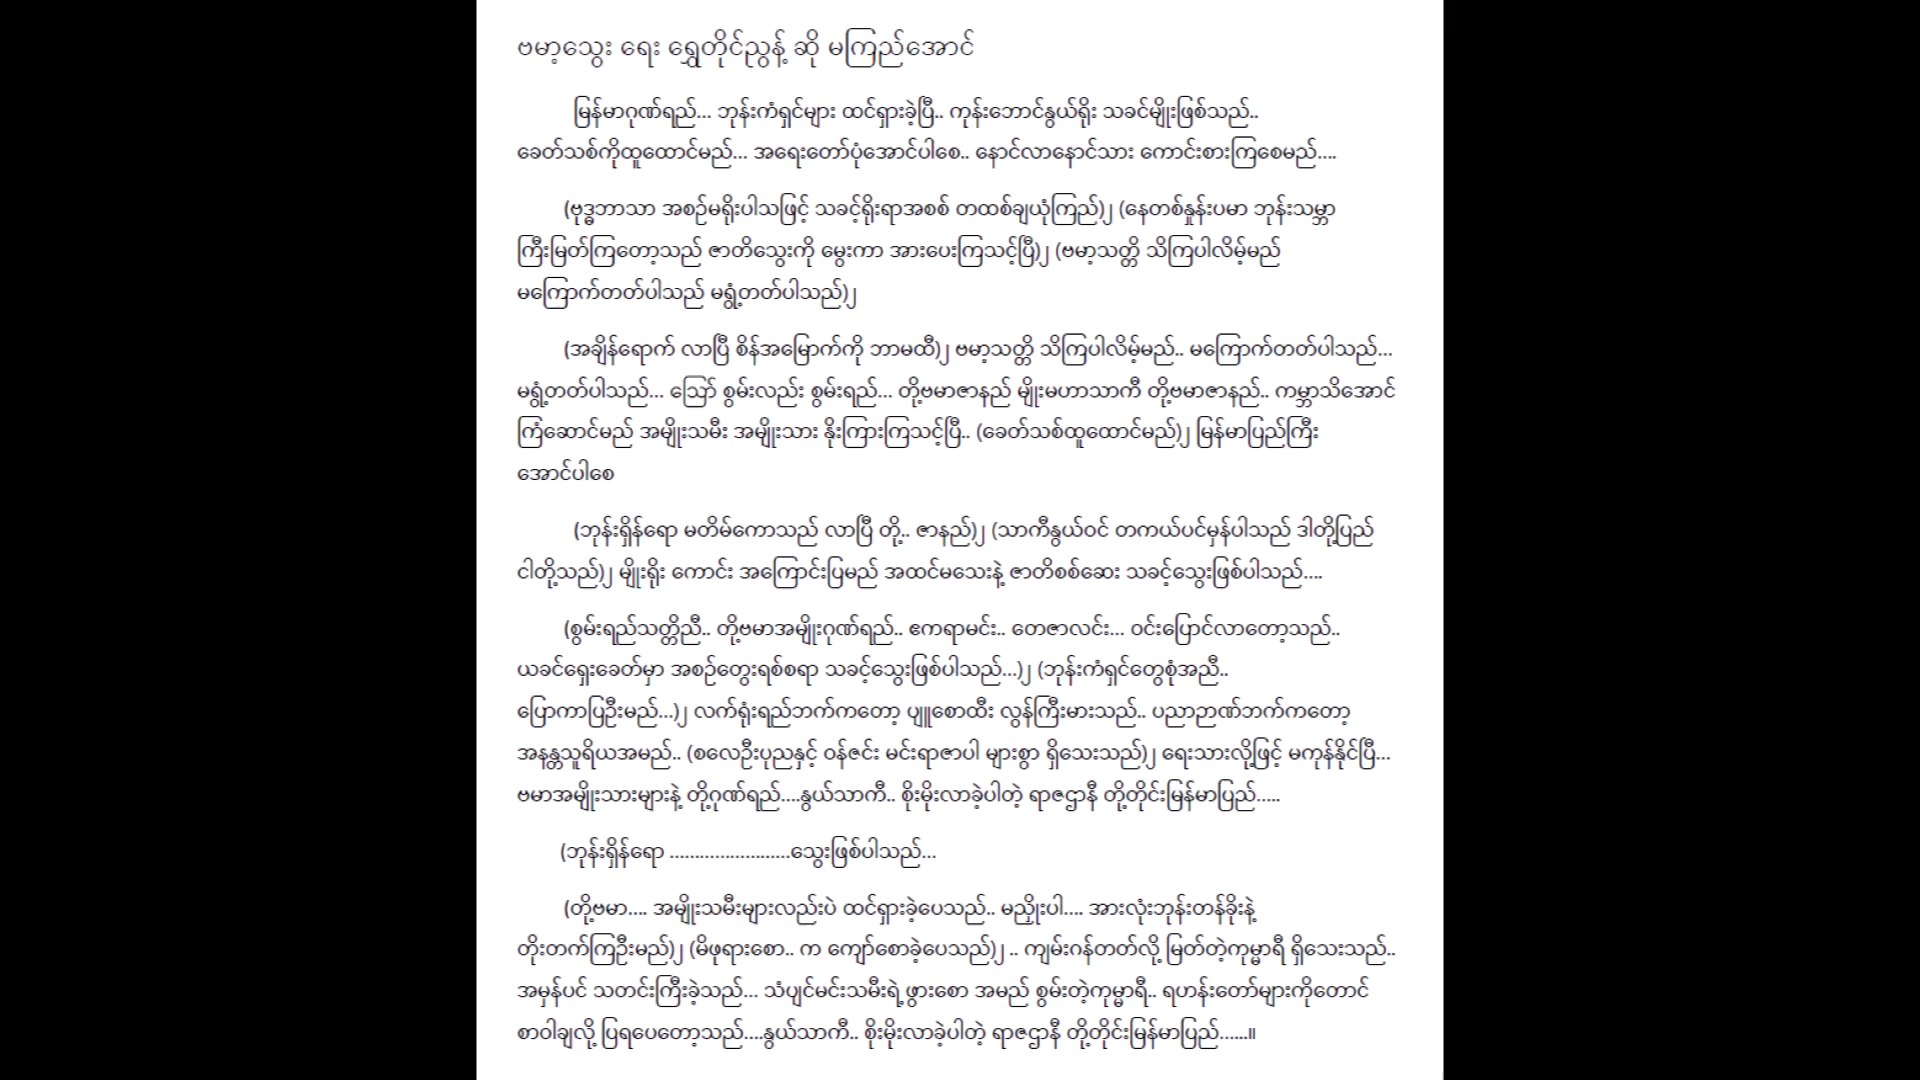 ဗမာ့သွေး ရေး ရွှေတိုင်ညွန့် ဆို မကြည်အောင်
မြန်မာဂုဏ်ရည်... ဘုန်းကံရှင်များ ထင်ရှားခဲ့ပြီ.. ကုန်းဘောင်နွယ်ရိုး သခင်မျိုးဖြစ်သည်..
ခေတ်သစ်ကိုထူထောင်မည်... အရေးတော်ပုံအောင်ပါစေ.. နောင်လာနောင်သား ကောင်းစားကြစေမည်....
(ဗုဒ္ဓဘာသာ အစဉ်မရိုးပါသဖြင့် သခင့်ရိုးရာအစစ် တထစ်ချယုံကြည်)၂ (နေတစ်နှုန်းပမာ ဘုန်းသမ္ဘာ
ကြီးမြတ်ကြတော့သည် ဇာတိသွေးကို မွေးကာ အားပေးကြသင့်ပြီ)၂ (ဗမာ့သတ္တိ သိကြပါလိမ့်မည်
မကြောက်တတ်ပါသည် မရွံ့တတ်ပါသည်)၂
(အချိန်ရောက် လာပြီ စိန်အမြောက်ကို ဘာမထီ)၂ ဗမာ့သတ္တိ သိကြပါလိမ့်မည်.. မကြောက်တတ်ပါသည်...
မရွံ့တတ်ပါသည်... ဩော် စွမ်းလည်း စွမ်းရည်... တို့ဗမာဇာနည် မျိုးမဟာသာကီ တို့ဗမာဇာနည်.. ကမ္ဘာသိအောင်
ကြံဆောင်မည် အမျိုးသမီး အမျိုးသား နိုးကြားကြသင့်ပြီ.. (ခေတ်သစ်ထူထောင်မည်)၂ မြန်မာပြည်ကြီး
အောင်ပါစေ
(ဘုန်းရှိန်ရော မတိမ်ကောသည် လာပြီ တို့.. ဇာနည်)၂ (သာကီနွယ်ဝင် တကယ်ပင်မှန်ပါသည် ဒါတို့ပြည်
ငါတို့သည်)၂ မျိုးရိုး ကောင်း အကြောင်းပြမည် အထင်မသေးနဲ့ ဇာတိစစ်ဆေး သခင့်သွေးဖြစ်ပါသည်....
(စွမ်းရည်သတ္တိညီ.. တို့ဗမာအမျိုးဂုဏ်ရည်.. ဧကရာမင်း.. တေဇာလင်း... ဝင်းပြောင်လာတော့သည်..
ယခင်ရှေးခေတ်မှာ အစဉ်တွေးရစ်စရာ သခင့်သွေးဖြစ်ပါသည်...)၂ (ဘုန်းကံရှင်တွေစုံအညီ..
ပြောကာပြဦးမည်...)၂ လက်ရုံးရည်ဘက်ကတော့ ပျူစောထီး လွန်ကြီးမားသည်.. ပညာဉာဏ်ဘက်ကတော့
အနန္တသူရိယအမည်.. (စလေဦးပုညနှင့် ဝန်ဇင်း မင်းရာဇာပါ များစွာ ရှိသေးသည်)၂ ရေးသားလို့ဖြင့် မကုန်နိုင်ပြီ...
ဗမာအမျိုးသားများနဲ့ တို့ဂုဏ်ရည်....နွယ်သာကီ.. စိုးမိုးလာခဲ့ပါတဲ့ ရာဇဌာနီ တို့တိုင်းမြန်မာပြည်.....
(ဘုန်းရှိန်ရော ........................သွေးဖြစ်ပါသည်...
(တို့ဗမာ.... အမျိုးသမီးများလည်းပဲ ထင်ရှားခဲ့ပေသည်.. မညှိုးပါ.... အားလုံးဘုန်းတန်ခိုးနဲ့
တိုးတက်ကြဦးမည်)၂ (မိဖုရားစော.. က ကျော်စောခဲ့ပေသည်)၂ .. ကျမ်းဂန်တတ်လို့ မြတ်တဲ့ကုမ္မာရီ ရှိသေးသည်..
အမှန်ပင် သတင်းကြီးခဲ့သည်... သံပျင်မင်းသမီးရဲ့ဖွားစော အမည် စွမ်းတဲ့ကုမ္မာရီ.. ရဟန်းတော်များကိုတောင်
စာဝါချလို့ ပြရပေတော့သည်....နွယ်သာကီ.. စိုးမိုးလာခဲ့ပါတဲ့ ရာဇဌာနီ တို့တိုင်းမြန်မာပြည်......။